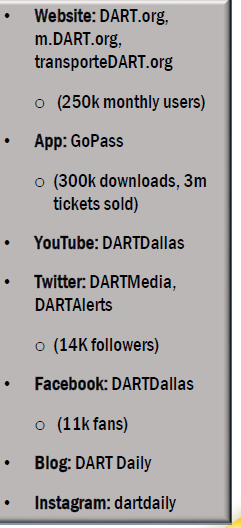 • Website: DART.org,
m.DART.org,
transporteDART.org
o (250k monthly users)
• App: GoPass
o (300k downloads, 3m
tickets sold)
• YouTube: DARTDallas
• Twitter: DARTMedia,
DARTAlerts
o (14K followers)
• Facebook: DARTDallas
o (11k fans)
• Blog: DART Daily
• Instagram: dartdaily